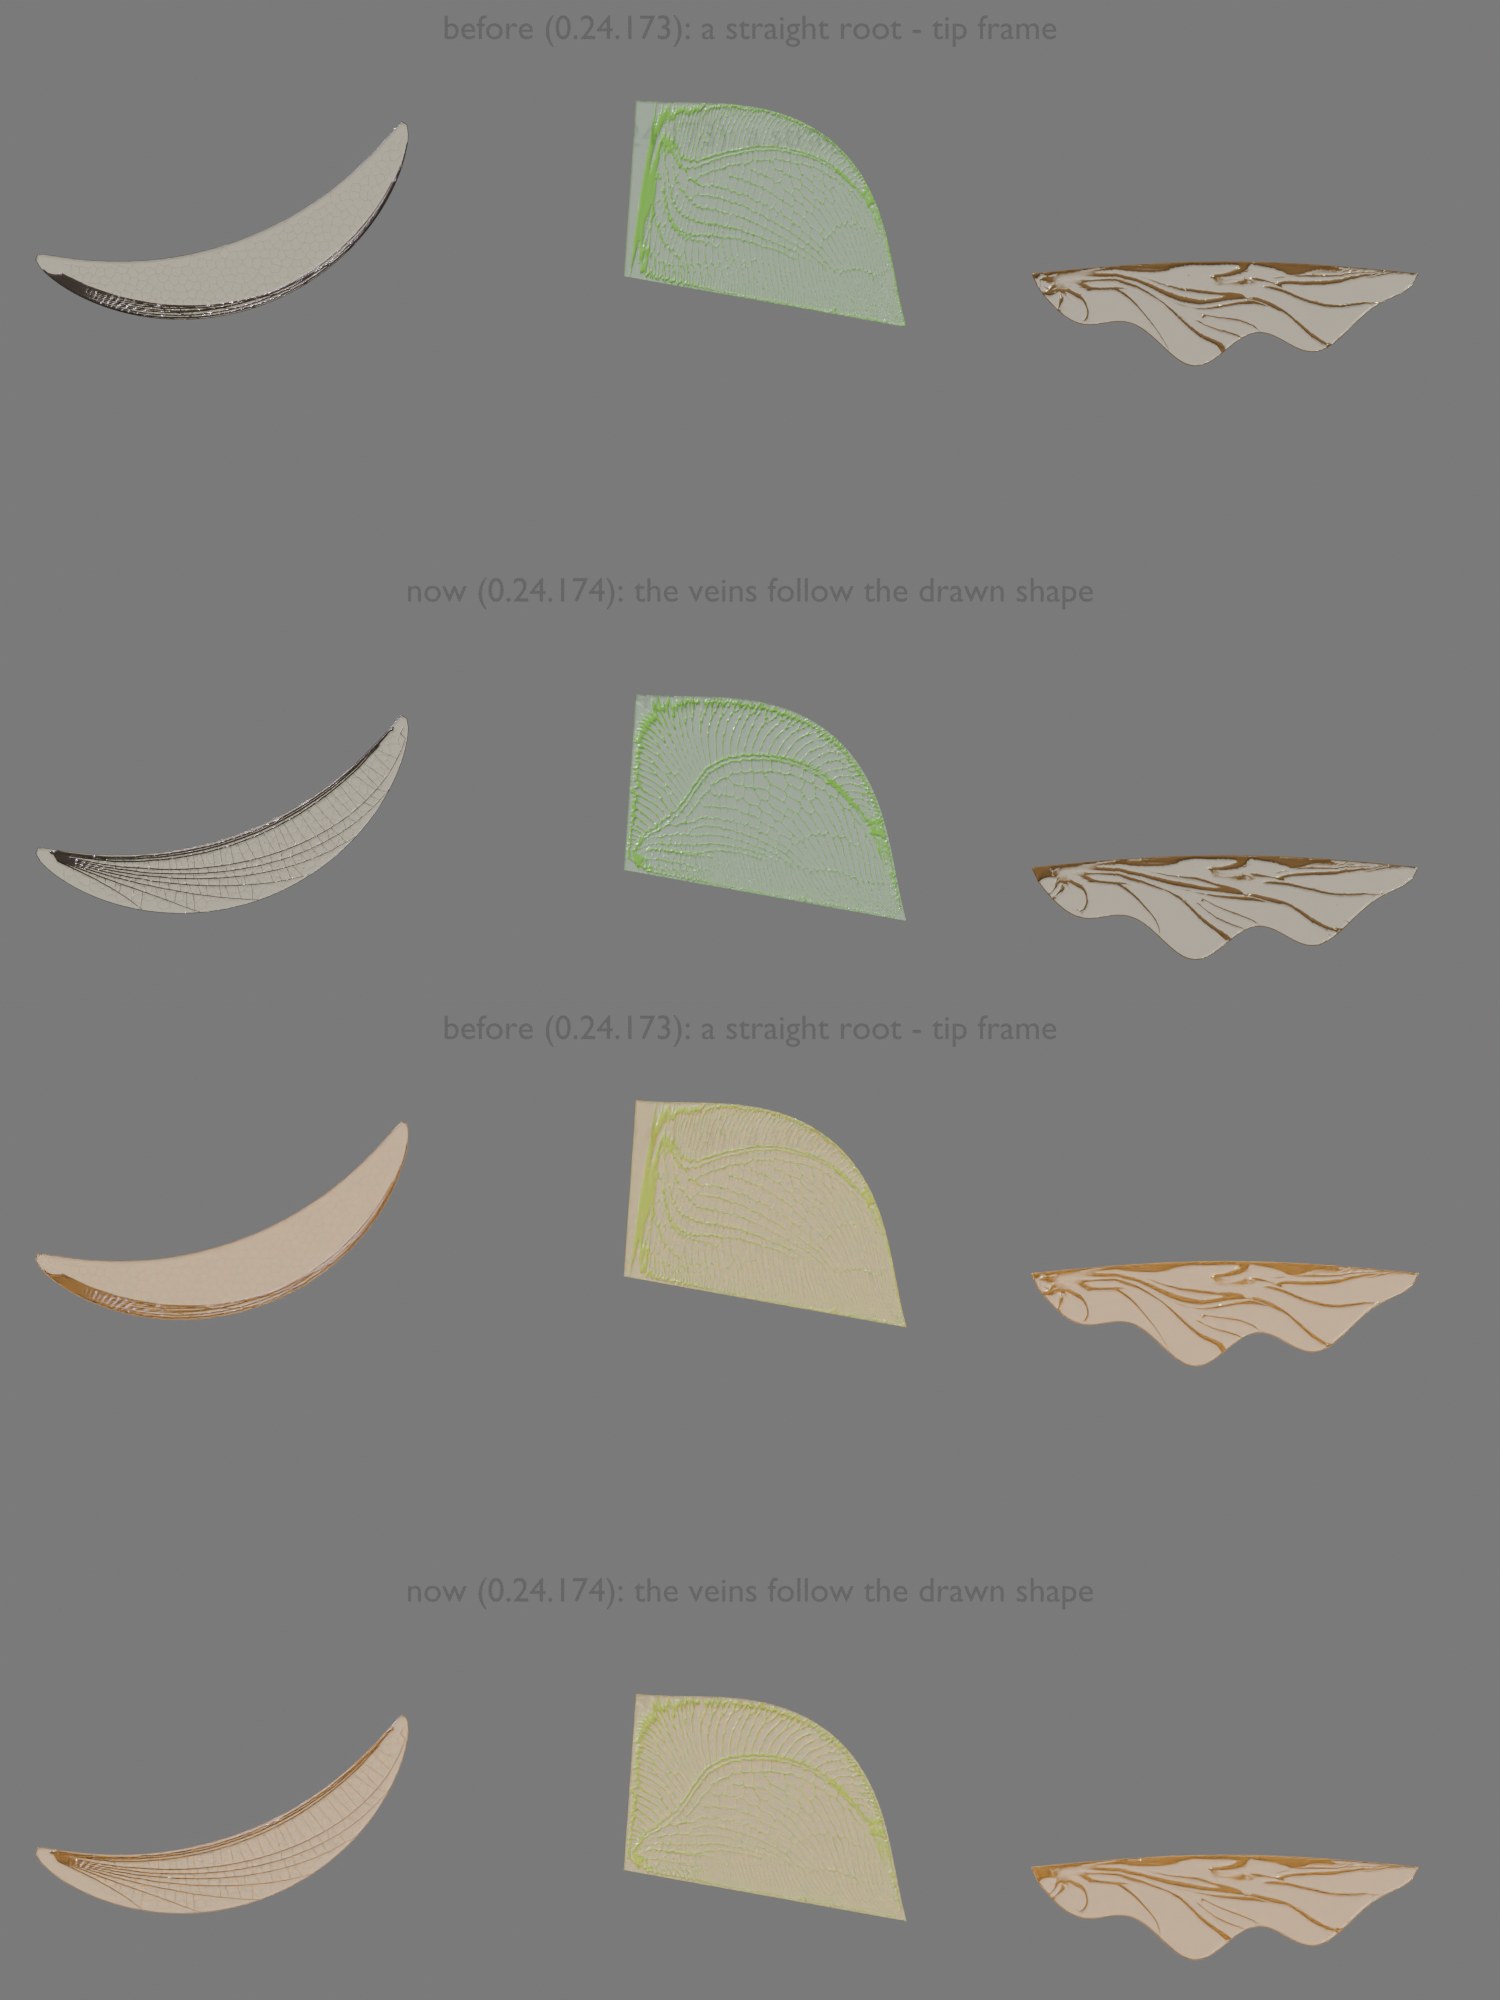 before (0.24.173): a straight root - tip frame
now (0.24.174): the veins follow the drawn shape
before (0.24.173): a straight root - tip frame
now (0.24.174): the veins follow the drawn shape